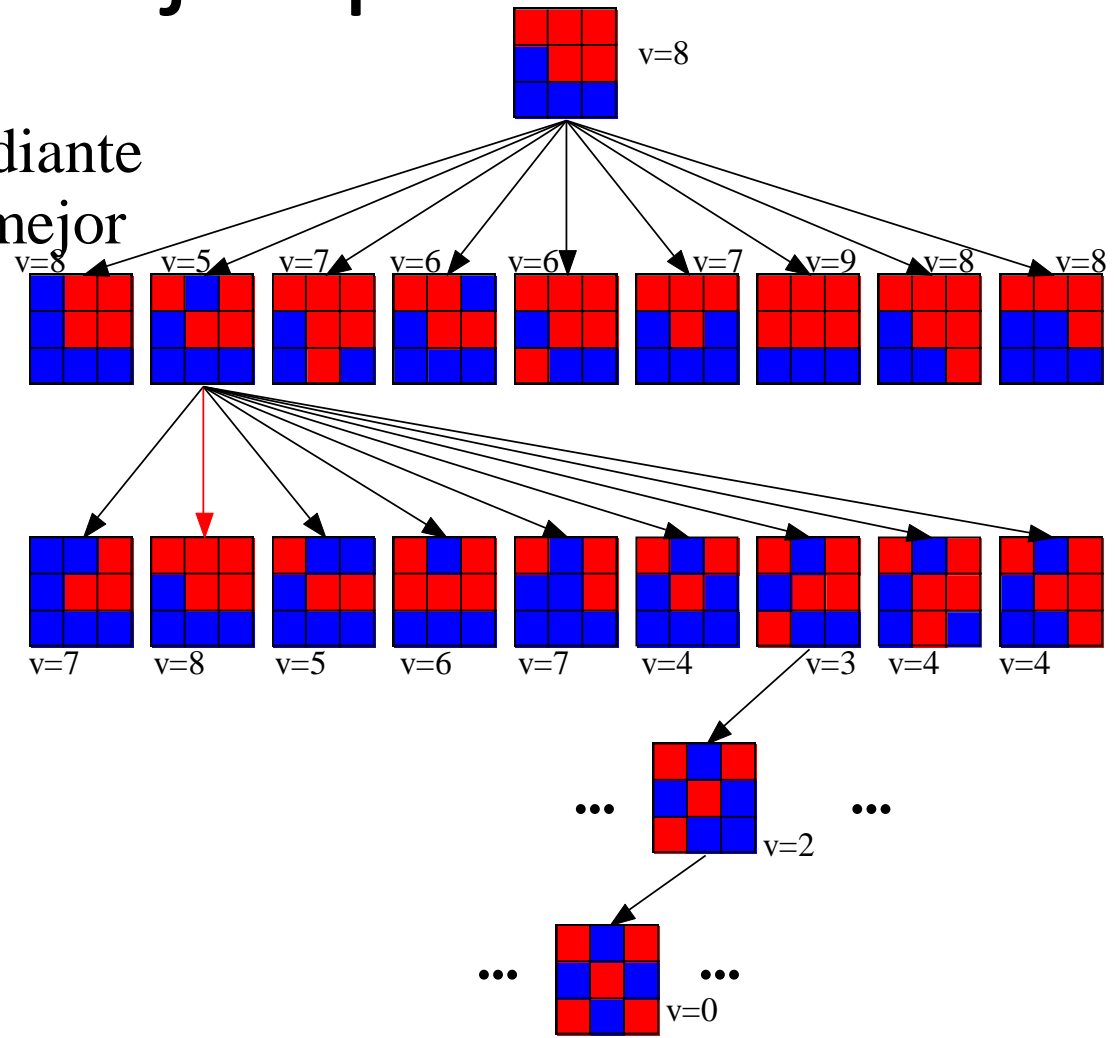 v=8
diante
mejor
v=8 v=5 v=7 v=6 v=6 v=7 v=9 v=8 v=8
v=7 v=8 v=5 v=6 v=7 v=4 v=3 v=4 v=4
... v=2 ...
... v=0 ...